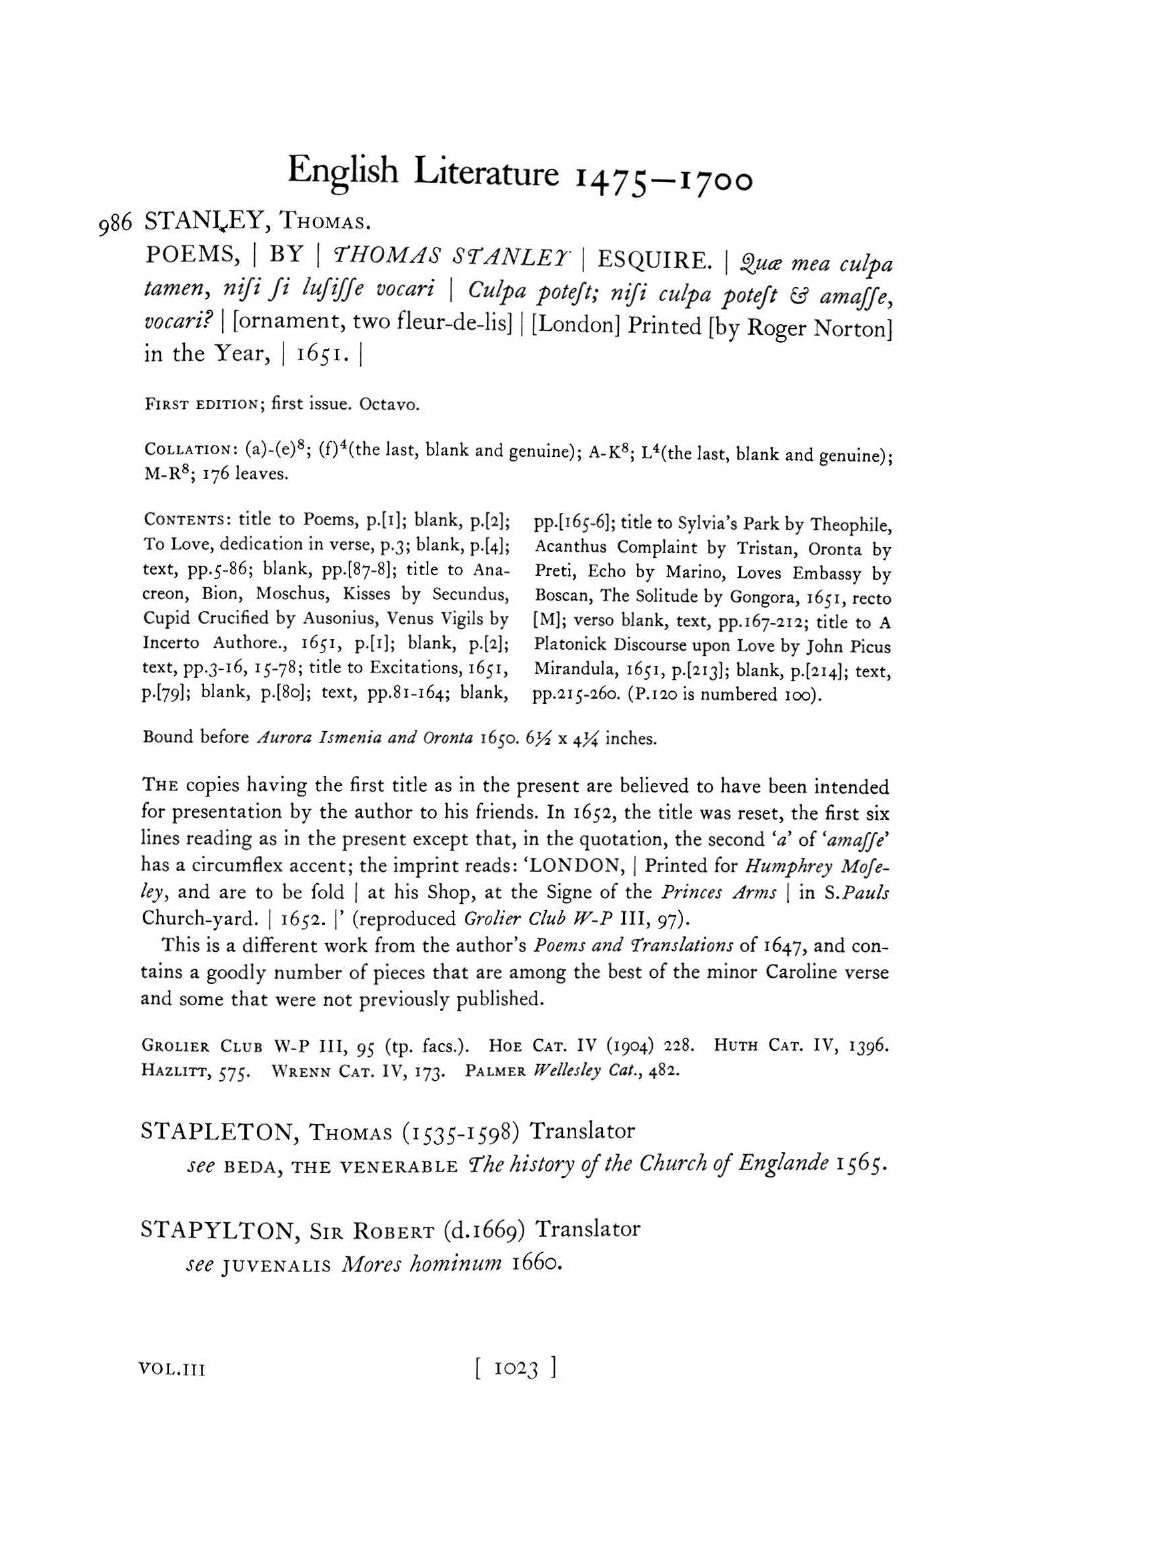 English Literature 1475—1700
986 STANLEY, THOMAS.
POEMS, | BY | THOMAS STANLEY | ESQUIRE. | Quæ mea culpa
tamen, niſi ſi luſiſſe vocari | Culpa poteſt; niſi culpa poteſt & amaſſe,
vocari? | [ornament, two fleur-de-lis] | [London] Printed [by Roger Norton]
in the Year, | 1651. |
FIRST EDITION; first issue. Octavo.
COLLATION: (a)-(e)⁸; (f)⁴(the last, blank and genuine); A-K⁸; L⁴(the last, blank and genuine);
M-R⁸; 176 leaves.
CONTENTS: title to Poems, p.[1]; blank, p.[2];
To Love, dedication in verse, p.3; blank, p.[4];
text, pp.5-86; blank, pp.[87-8]; title to Ana-
creon, Bion, Moschus, Kisses by Secundus,
Cupid Crucified by Ausonius, Venus Vigils by
Incerto Authore., 1651, p.[1]; blank, p.[2];
text, pp.3-16, 15-78; title to Excitations, 1651,
p.[79]; blank, p.[80]; text, pp.81-164; blank,
pp.[165-6]; title to Sylvia's Park by Theophile,
Acanthus Complaint by Tristan, Oronta by
Preti, Echo by Marino, Loves Embassy by
Boscan, The Solitude by Gongora, 1651, recto
[M]; verso blank, text, pp.167-212; title to A
Platonick Discourse upon Love by John Picus
Mirandula, 1651, p.[213]; blank, p.[214]; text,
pp.215-260. (P.120 is numbered 100).
Bound before Aurora Ismenia and Oronta 1650. 6½ x 4¼ inches.
THE copies having the first title as in the present are believed to have been intended
for presentation by the author to his friends. In 1652, the title was reset, the first six
lines reading as in the present except that, in the quotation, the second 'a' of 'amaſſe'
has a circumflex accent; the imprint reads: 'LONDON, | Printed for Humphrey Moſe-
ley, and are to be ſold | at his Shop, at the Signe of the Princes Arms | in S.Pauls
Church-yard. | 1652. |' (reproduced Grolier Club W-P III, 97).
This is a different work from the author's Poems and Translations of 1647, and con-
tains a goodly number of pieces that are among the best of the minor Caroline verse
and some that were not previously published.
GROLIER CLUB W-P III, 95 (tp. facs.). HOE CAT. IV (1904) 228. HUTH CAT. IV, 1396.
HAZLITT, 575. WRENN CAT. IV, 173. PALMER Wellesley Cat., 482.
STAPLETON, THOMAS (1535-1598) Translator
see BEDA, THE VENERABLE The history of the Church of Englande 1565.
STAPYLTON, SIR ROBERT (d.1669) Translator
see JUVENALIS Mores hominum 1660.
VOL.III [ 1023 ]